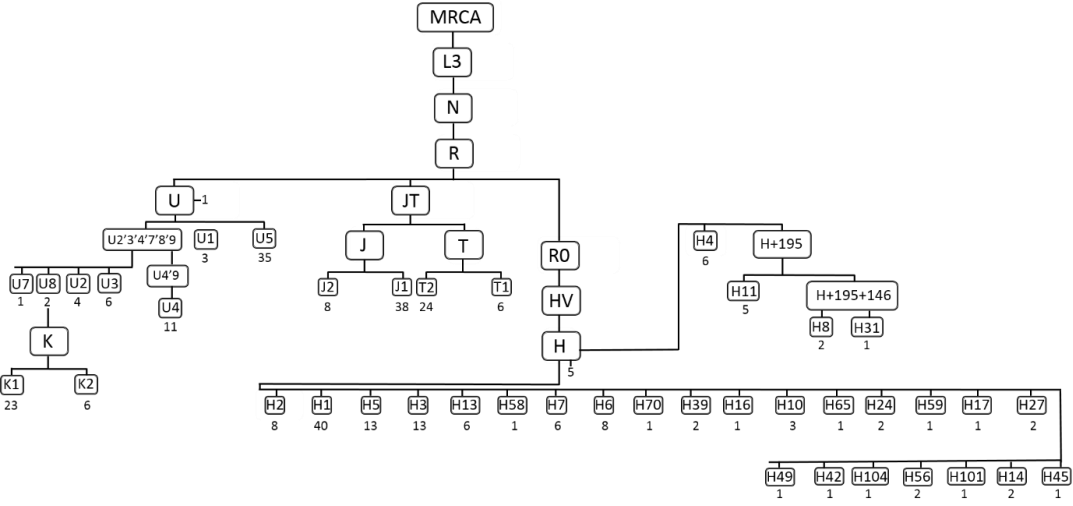 MRCA
L3
N
R
U 1
JT
U2'3'4'7'8'9 U1 U5
3 35
J T
R0
H4 H+195
6
U7 U8 U2 U3 U4'9
1 2 4 6
U4
11
J2 J1 T2 T1
8 38 24 6
HV
H11 H+195+146
5
H8 H31
2 1
K
H
5
K1 K2
23 6
H2 H1 H5 H3 H13 H58 H7 H6 H70 H39 H16 H10 H65 H24 H59 H17 H27
8 40 13 13 6 1 6 8 1 2 1 3 1 2 1 1 2
H49 H42 H104 H56 H101 H14 H45
1 1 1 2 1 2 1